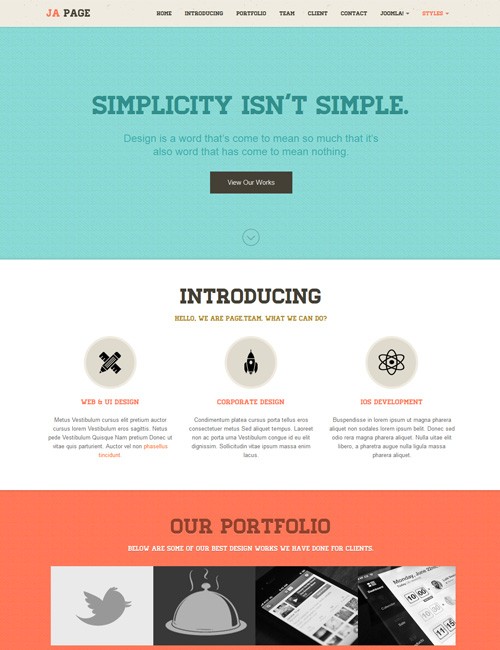 JA PAGE HOME INTRODUCING PORTFOLIO TEAM CLIENT CONTACT JOOMLA! STYLES
SIMPLICITY ISN'T SIMPLE.
Design is a word that's come to mean so much that it's
also word that has come to mean nothing.
View Our Works
INTRODUCING
HELLO, WE ARE PAGE.TEAM, WHAT WE CAN DO?
WEB & UI DESIGN
Metus Vestibulum cursus elit pretium auctor
cursus lorem Vestibulum eros sagittis. Netus
pede Vestibulum Quisque Nam pretium Donec ut
vitae quis parturient. Auctor vel non phasellus
tincidunt.
CORPORATE DESIGN
Condimentum platea cursus porta tellus eros
consectetuer metus Sed aliquet tempus. Laoreet
non ac porta urna Vestibulum congue id eu elit
dignissim. Sollicitudin vitae ipsum massa enim
lacus.
IOS DEVELOPMENT
Buspendisse in lorem ipsum ut magna pharera
aliquet non sodales lorem ipsum belit. Donec sed
odio rera magna pharera aliquet. Nulla uitae elit
libero, a pharetra augue nulla ligula massa
pharera aliquet.
OUR PORTFOLIO
BELOW ARE SOME OF OUR BEST DESIGN WORKS WE HAVE DONE FOR CLIENTS.
Monday, June 22nd,
10 00
10 00
11 15